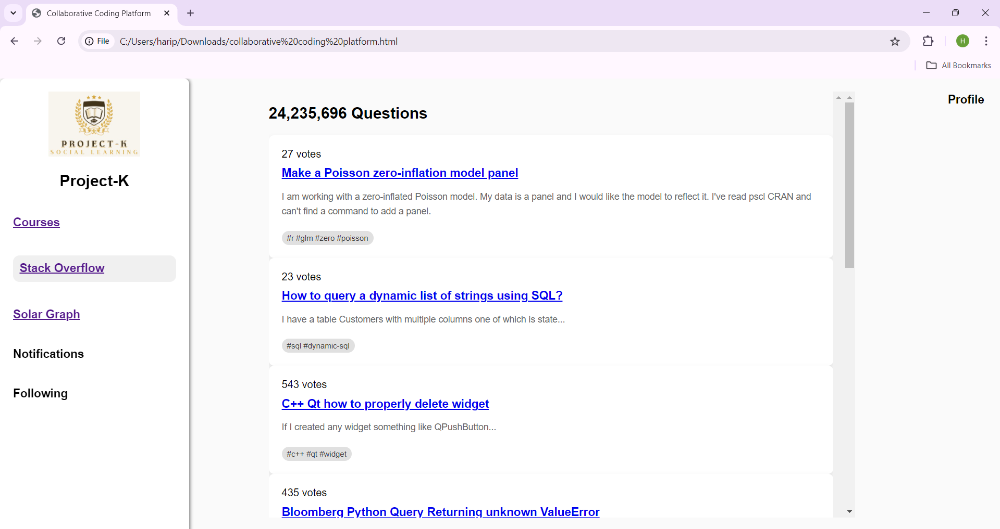 Collaborative Coding Platform
File C:/Users/harip/Downloads/collaborative%20coding%20platform.html
H
All Bookmarks
PROJECT-K
SOCIAL LEARNING
Project-K
Courses
Stack Overflow
Solar Graph
Notifications
Following
24,235,696 Questions
27 votes
Make a Poisson zero-inflation model panel
I am working with a zero-inflated Poisson model. My data is a panel and I would like the model to reflect it. I've read pscl CRAN and
can't find a command to add a panel.
#r #glm #zero #poisson
23 votes
How to query a dynamic list of strings using SQL?
I have a table Customers with multiple columns one of which is state...
#sql #dynamic-sql
543 votes
C++ Qt how to properly delete widget
If I created any widget something like QPushButton...
#c++ #qt #widget
435 votes
Bloomberg Python Query Returning unknown ValueError
Profile